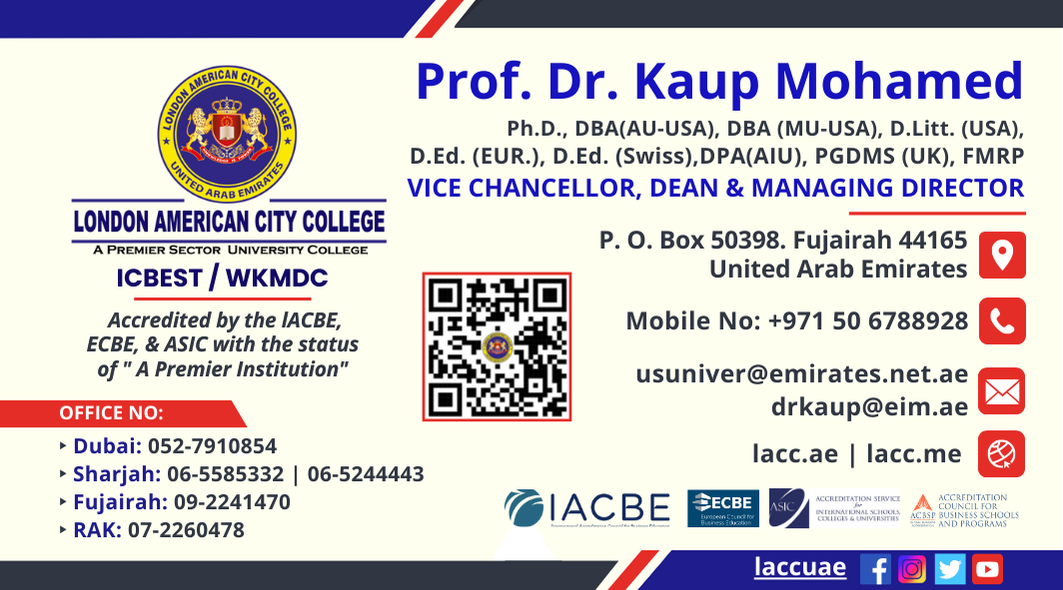 LONDON AMERICAN CITY COLLEGE
UNITED ARAB EMIRATES
LONDON AMERICAN CITY COLLEGE
A PREMIER SECTOR UNIVERSITY COLLEGE
ICBEST / WKMDC
Accredited by the IACBE,
ECBE, & ASIC with the status
of " A Premier Institution"
OFFICE NO:
‣ Dubai: 052-7910854
‣ Sharjah: 06-5585332 | 06-5244443
‣ Fujairah: 09-2241470
‣ RAK: 07-2260478
Prof. Dr. Kaup Mohamed
Ph.D., DBA(AU-USA), DBA (MU-USA), D.Litt. (USA),
D.Ed. (EUR.), D.Ed. (Swiss),DPA(AIU), PGDMS (UK), FMRP
VICE CHANCELLOR, DEAN & MANAGING DIRECTOR
P. O. Box 50398. Fujairah 44165
United Arab Emirates
Mobile No: +971 50 6788928
usuniver@emirates.net.ae
drkaup@eim.ae
lacc.ae | lacc.me
IACBE
ECBE
European Council for
Business Education
ASIC
ACCREDITATION SERVICE
for
INTERNATIONAL SCHOOLS,
COLLEGES & UNIVERSITIES
ACBSP
ACCREDITATION
COUNCIL FOR
BUSINESS SCHOOLS
AND PROGRAMS
laccuae